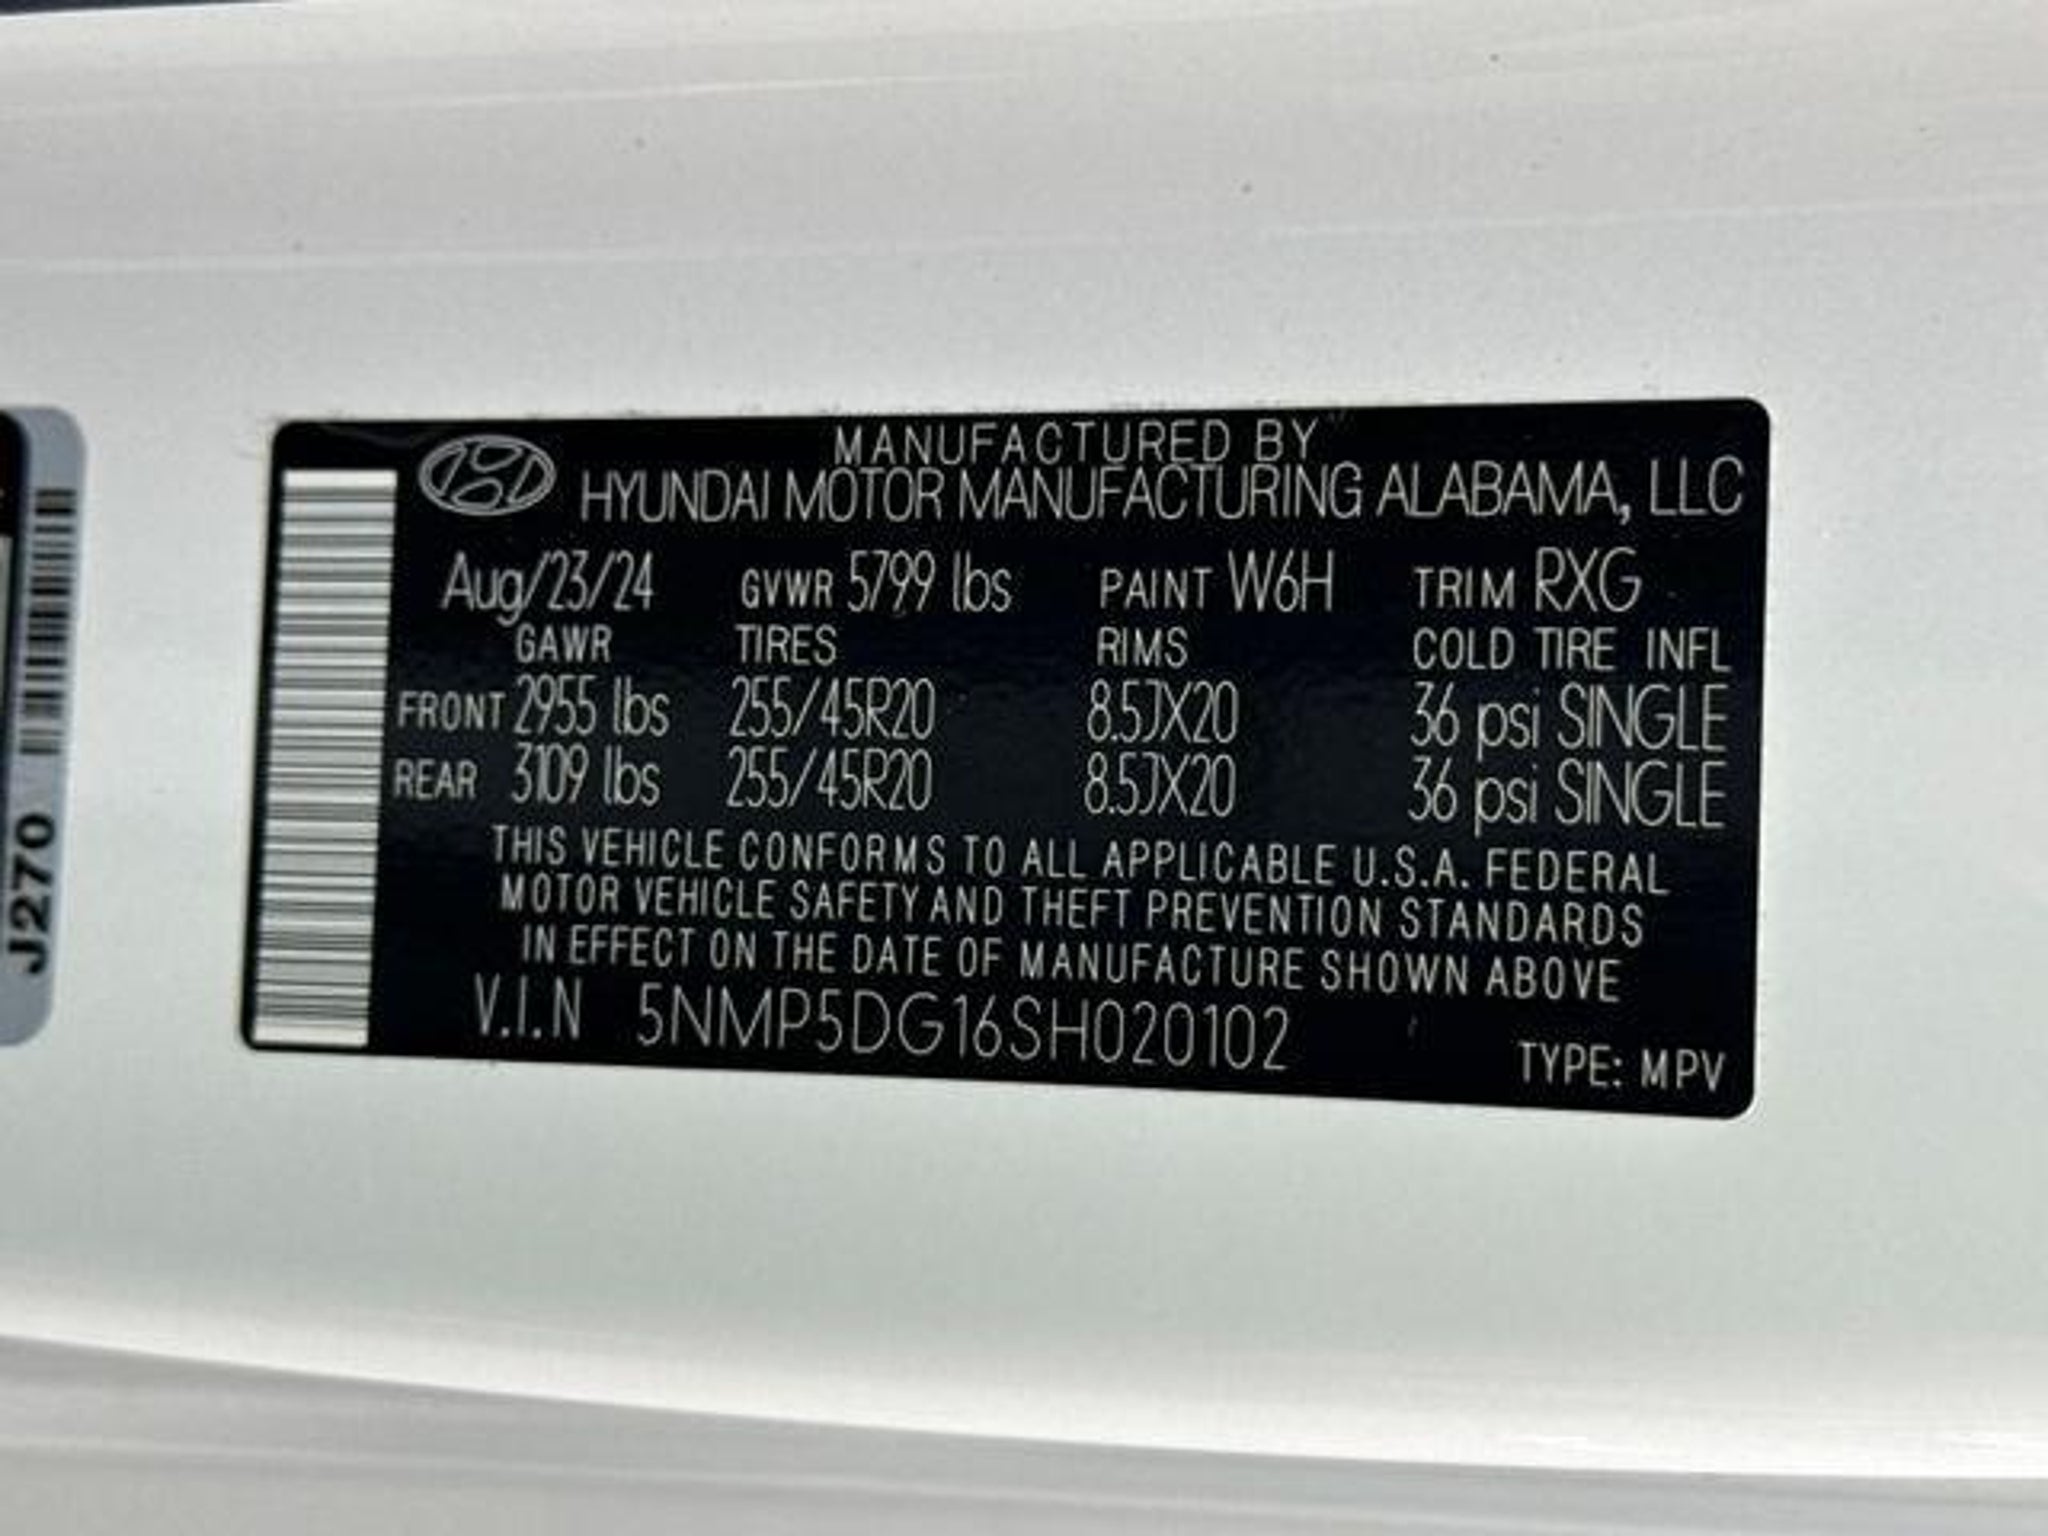 MANUFACTURED BY
HYUNDAI MOTOR MANUFACTURING ALABAMA, LLC
Aug/23/24 GVWR 5799 lbs PAINT W6H TRIM RXG
GAWR TIRES RIMS COLD TIRE INFL
FRONT 2955 lbs 255/45R20 8.5JX20 36 psi SINGLE
REAR 3109 lbs 255/45R20 8.5JX20 36 psi SINGLE
THIS VEHICLE CONFORMS TO ALL APPLICABLE U.S.A. FEDERAL
MOTOR VEHICLE SAFETY AND THEFT PREVENTION STANDARDS
IN EFFECT ON THE DATE OF MANUFACTURE SHOWN ABOVE
V.I.N 5NMP5DG16SH020102
TYPE: MPV
J270